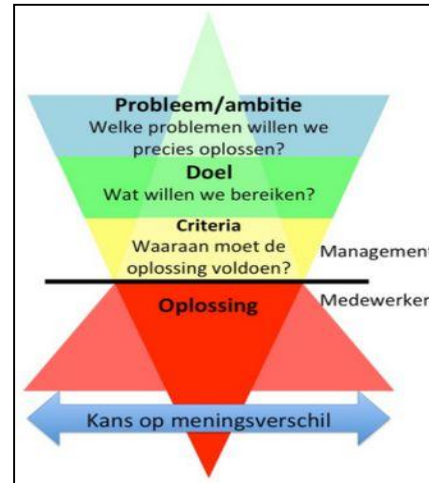 Probleem/ambitie
Welke problemen willen we
precies oplossen?
Doel
Wat willen we bereiken?
Criteria
Waaraan moet de
oplossing voldoen?
Management
Medewerker
Oplossing
Kans op meningsverschil